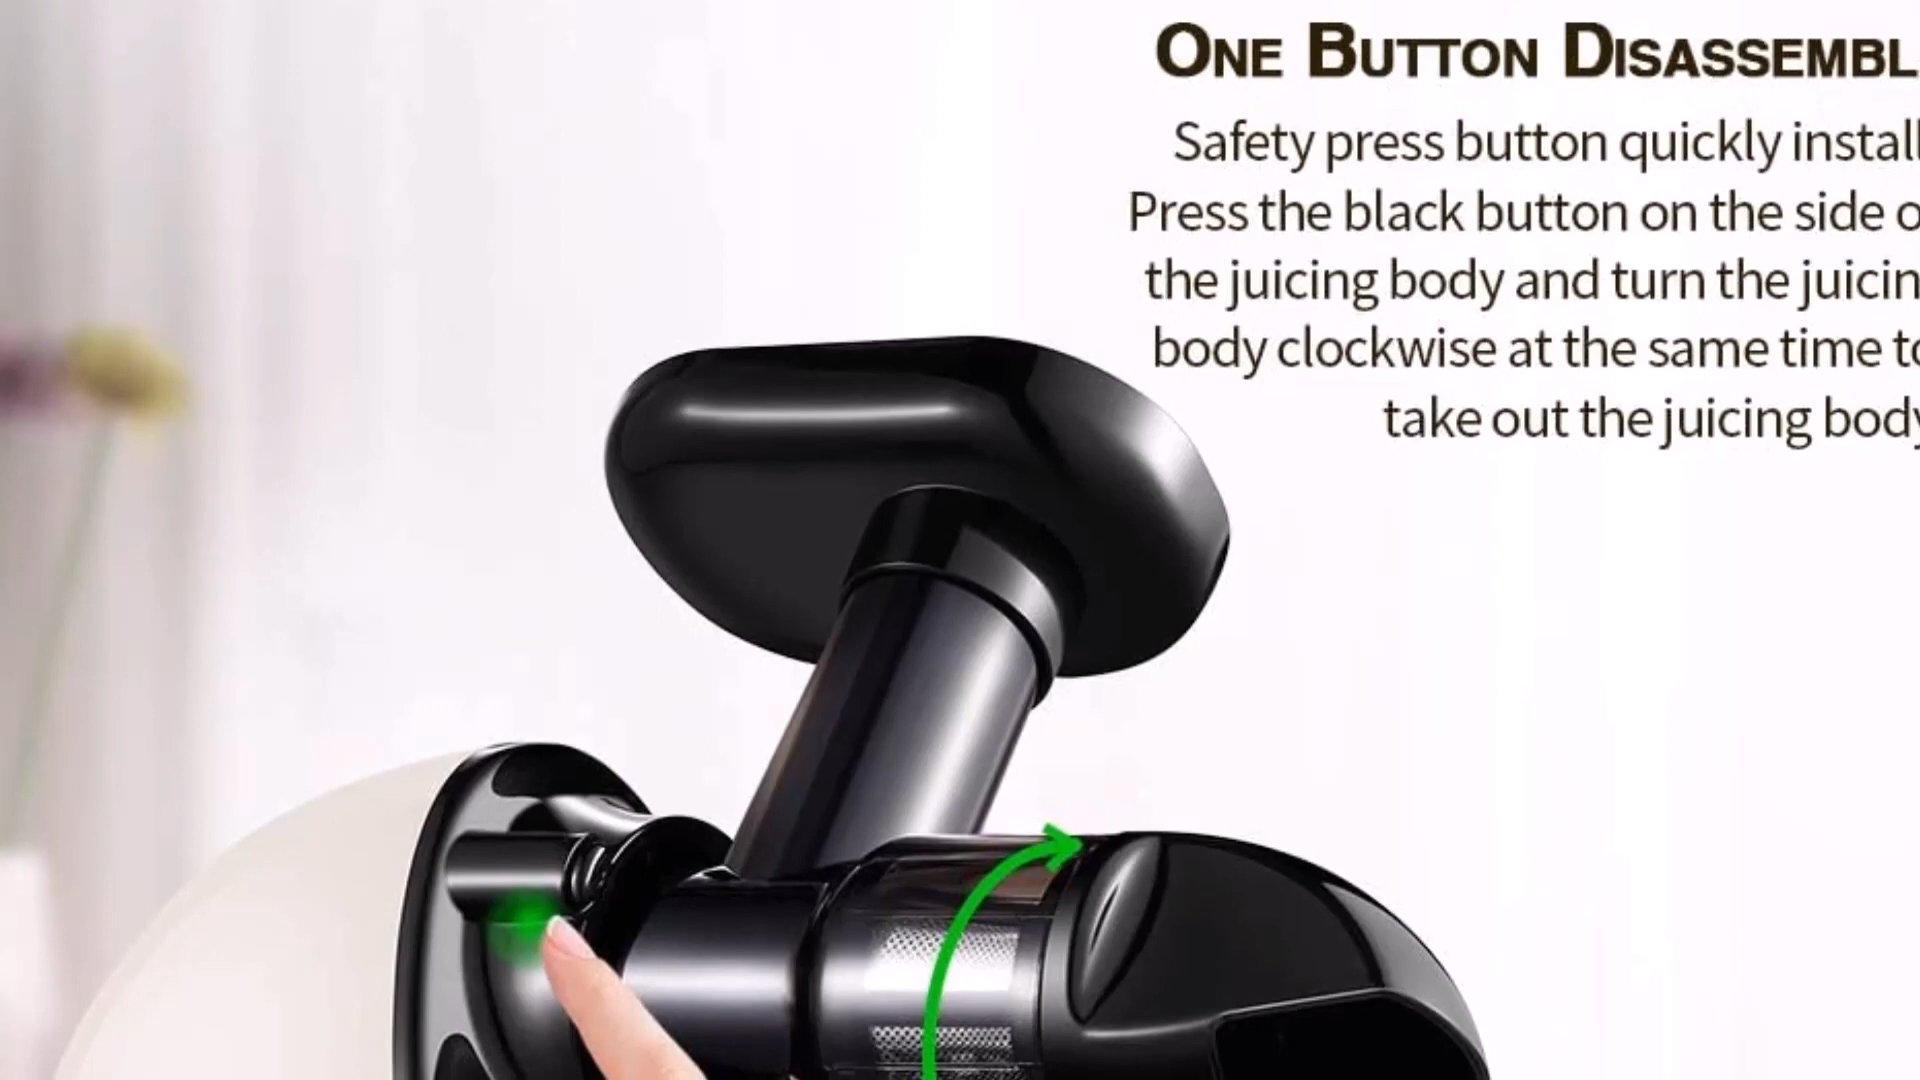 ONE BUTTON DISASSEMBL
Safety press button quickly install
Press the black button on the side o
the juicing body and turn the juicin
body clockwise at the same time to
take out the juicing body